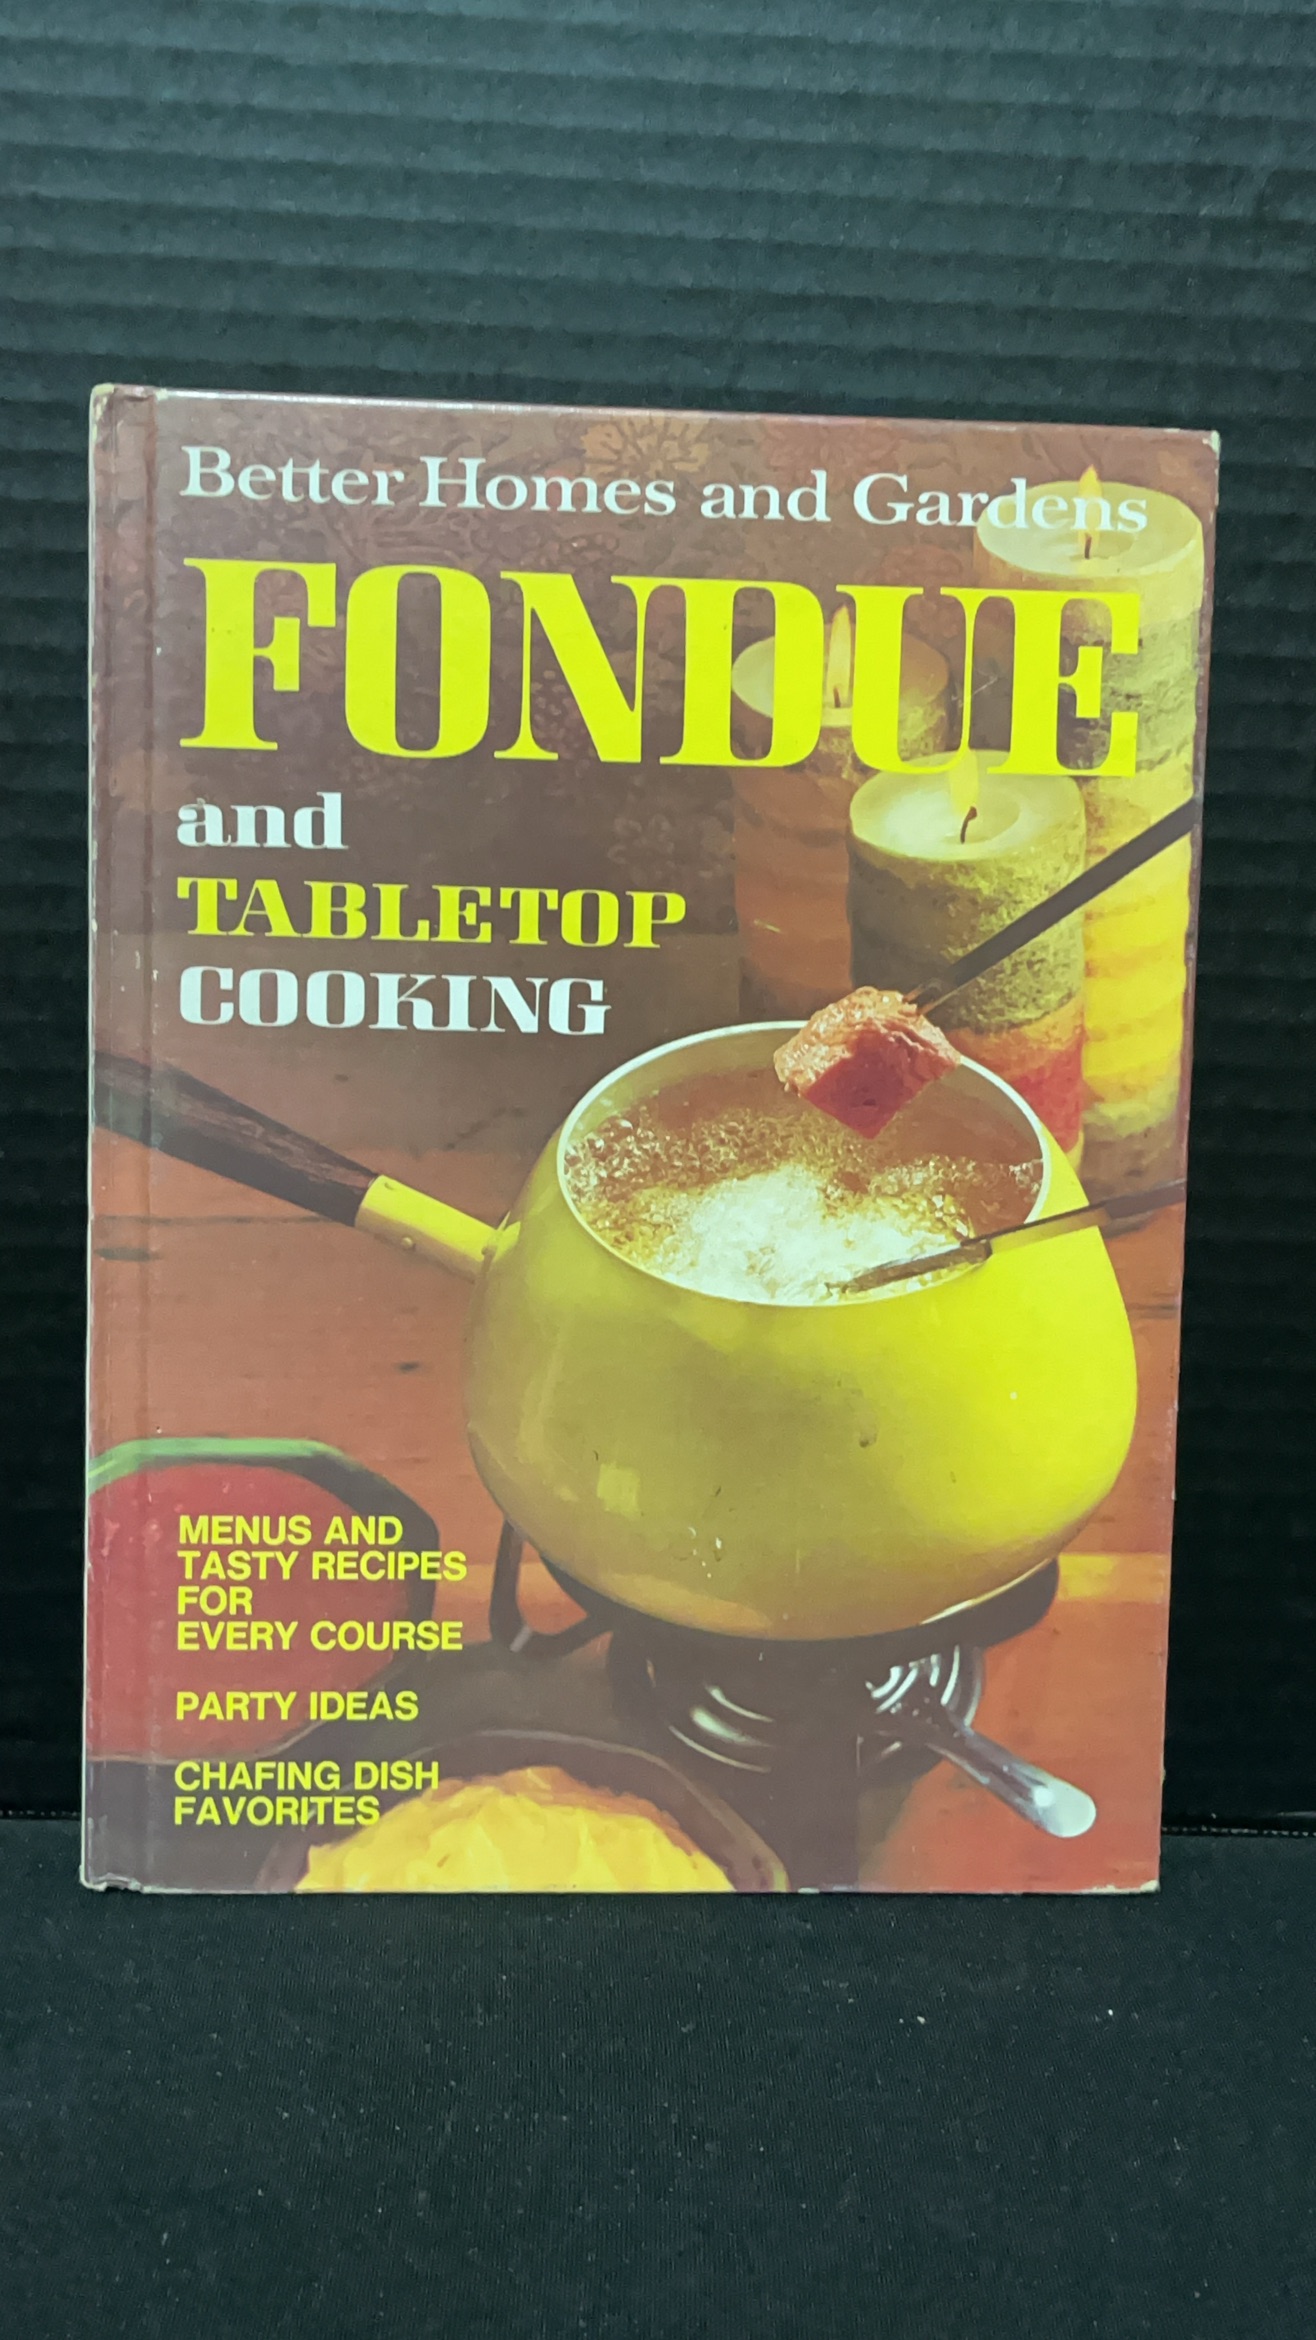 Better Homes and Gardens
FONDUE
and
TABLETOP
COOKING
MENUS AND
TASTY RECIPES
FOR
EVERY COURSE
PARTY IDEAS
CHAFING DISH
FAVORITES